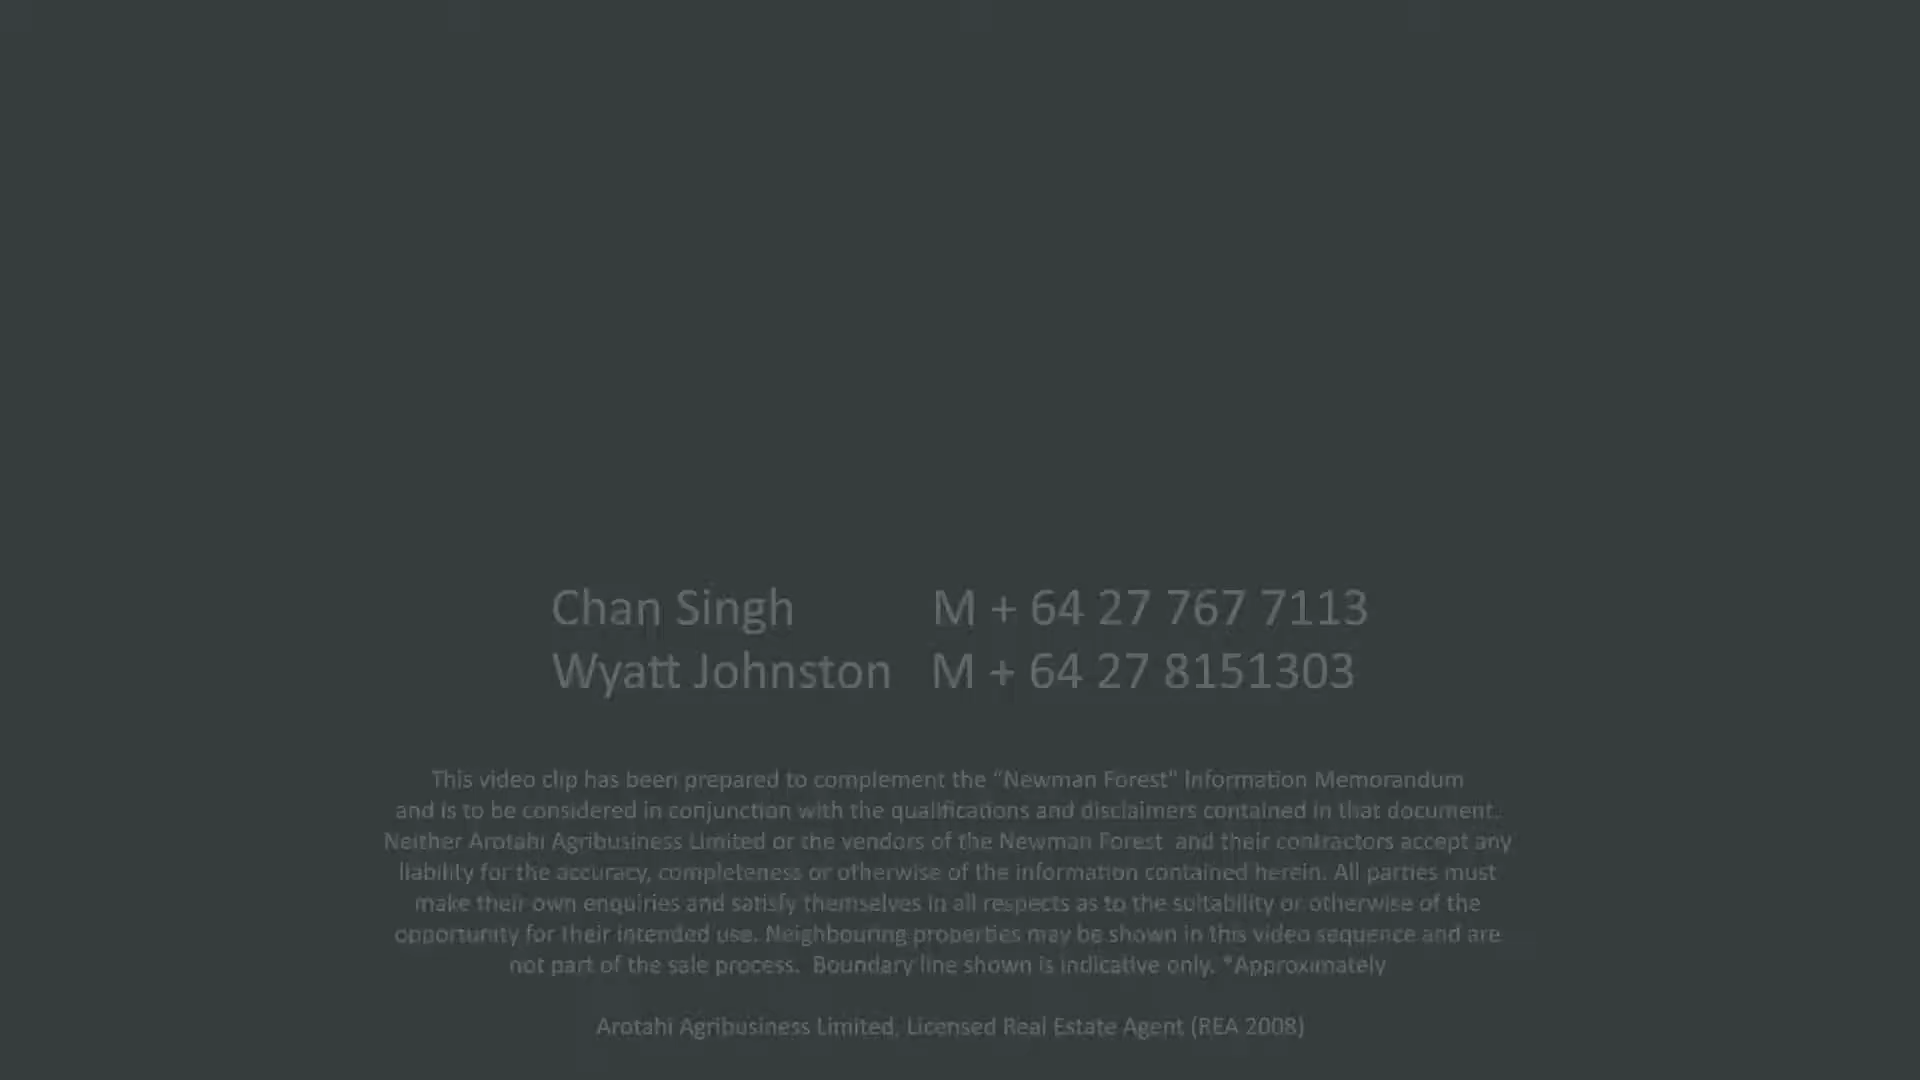 Chan Singh M + 64 27 767 7113
Wyatt Johnston M + 64 27 8151303
This video clip has been prepared to complement the “Newman Forest” Information Memorandum
and is to be considered in conjunction with the qualifications and disclaimers contained in that document.
Neither Arotahi Agribusiness Limited or the vendors of the Newman Forest and their contractors accept any
liability for the accuracy, completeness or otherwise of the information contained herein. All parties must
make their own enquiries and satisfy themselves in all respects as to the suitability or otherwise of the
opportunity for their intended use. Neighbouring properties may be shown in this video sequence and are
not part of the sale process. Boundary line shown is indicative only. *Approximately
Arotahi Agribusiness Limited, Licensed Real Estate Agent (REA 2008)